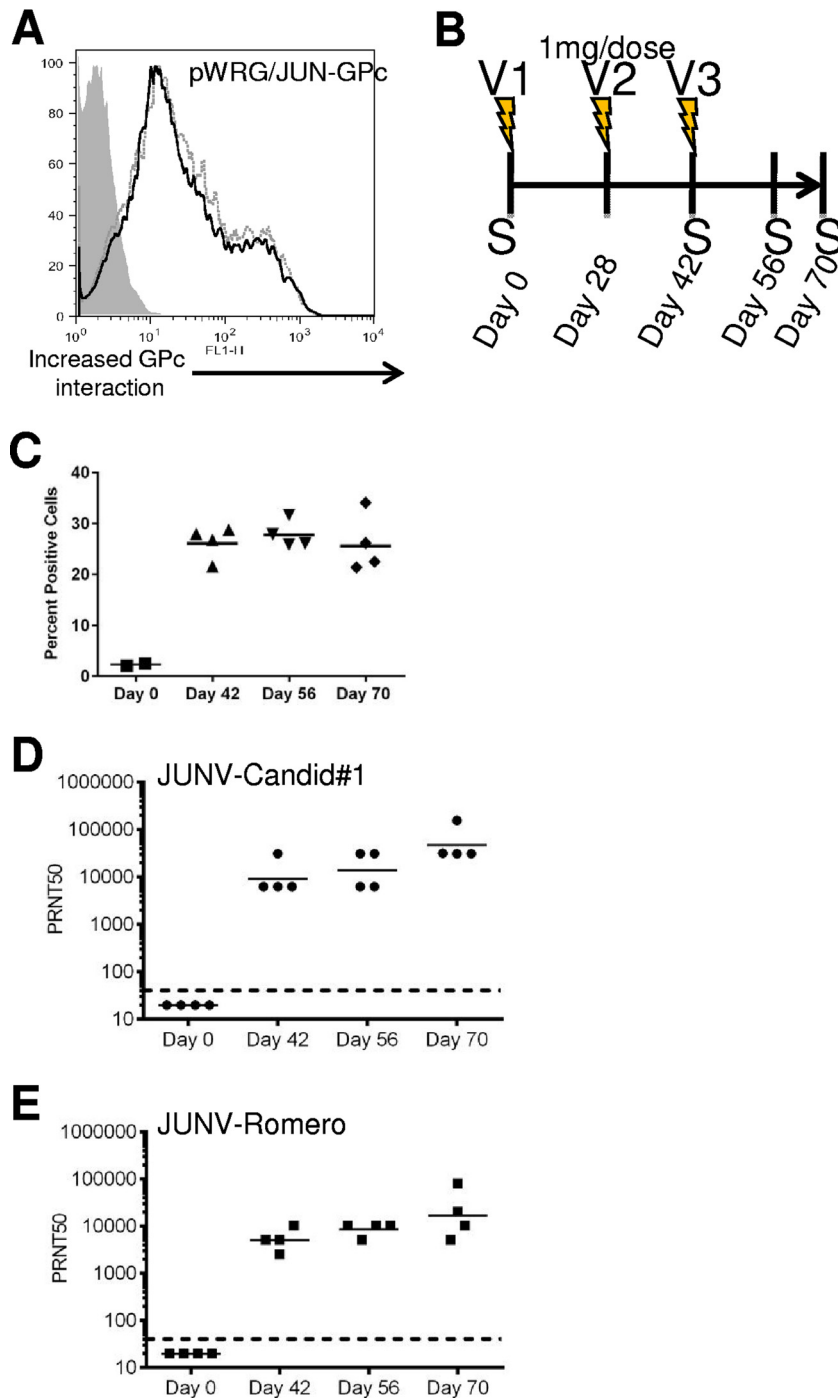 A
pWRG/JUN-GPc
100
80
60
40
20
0
10^0 10^1 10^2 10^3 10^4
Increased GPc
interaction
B
1mg/dose
V1 V2 V3
S S S S
Day 0 Day 28 Day 42 Day 56 Day 70
C
Percent Positive Cells
40
30
20
10
0
Day 0 Day 42 Day 56 Day 70
D
JUNV-Candid#1
PRNT50
1000000
100000
10000
1000
100
10
Day 0 Day 42 Day 56 Day 70
E
JUNV-Romero
PRNT50
1000000
100000
10000
1000
100
10
Day 0 Day 42 Day 56 Day 70